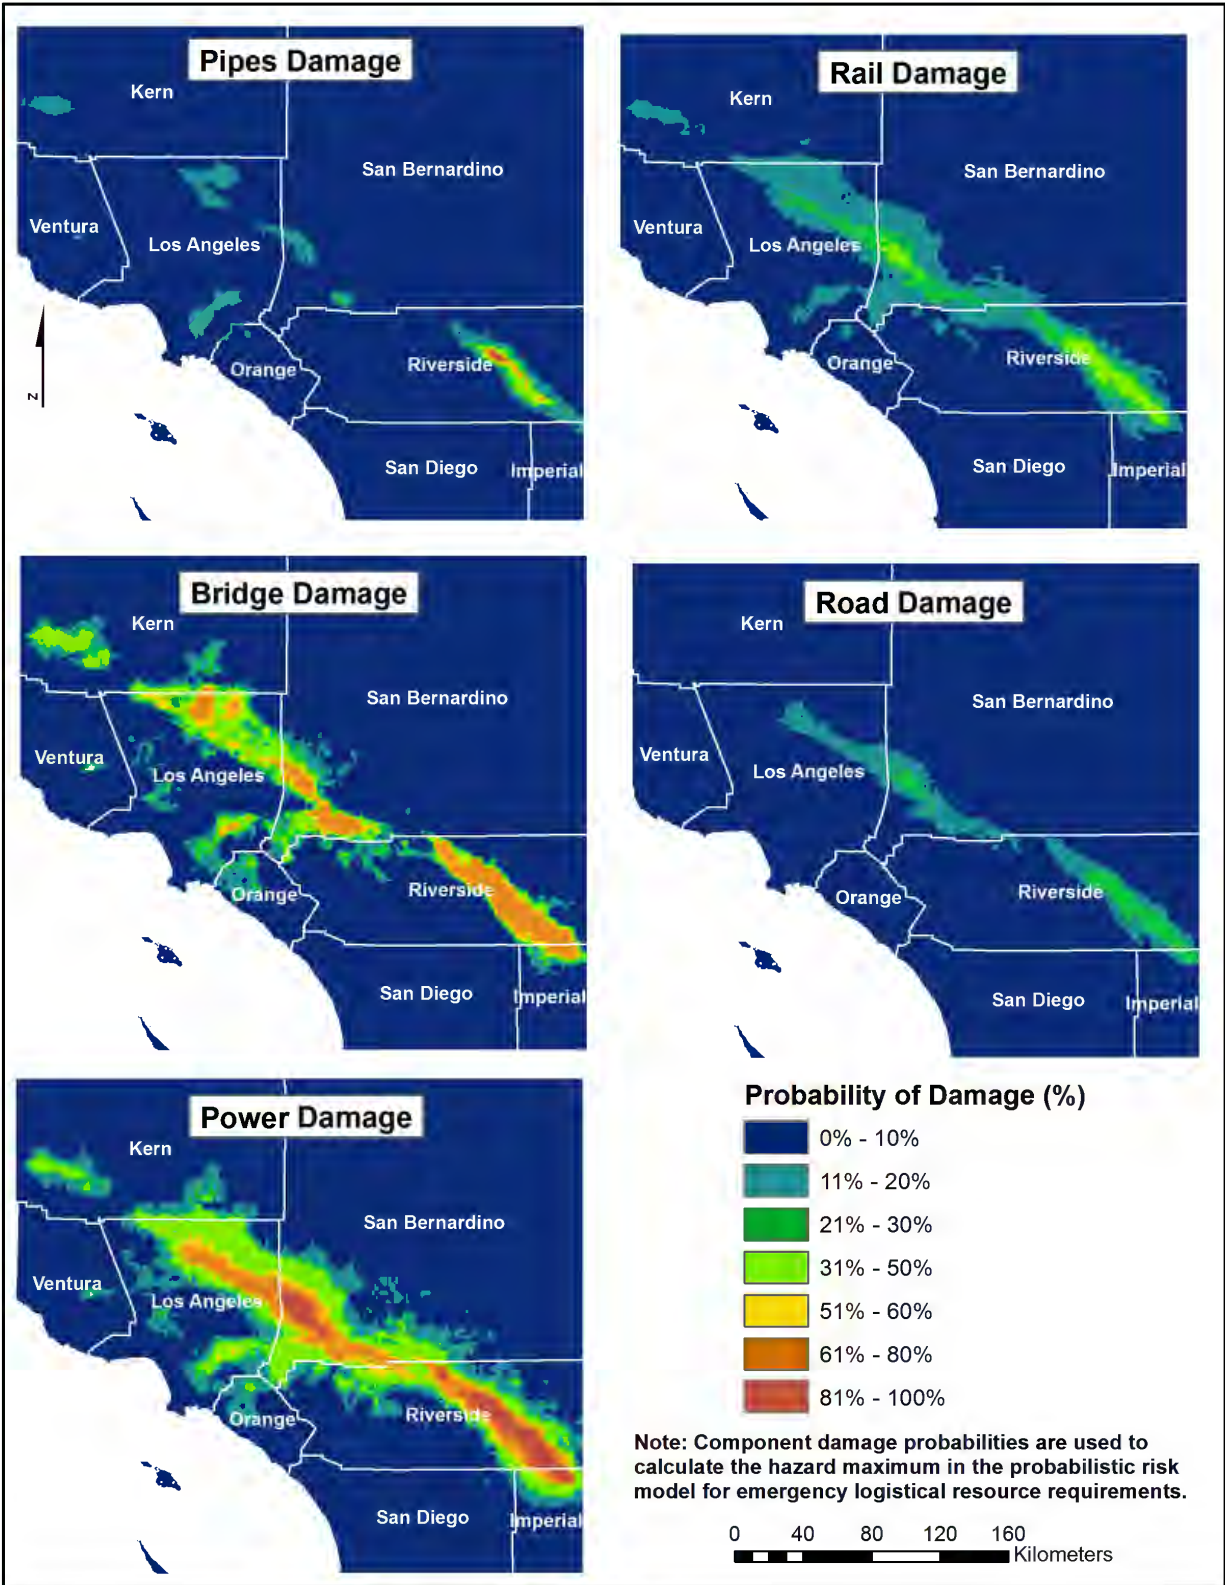 Pipes Damage
Kern
San Bernardino
Ventura
Los Angeles
Orange
Riverside
San Diego
Imperial
N
Rail Damage
Kern
San Bernardino
Ventura
Los Angeles
Orange
Riverside
San Diego
Imperial
Bridge Damage
Kern
San Bernardino
Ventura
Los Angeles
Orange
Riverside
San Diego
Imperial
Road Damage
Kern
San Bernardino
Ventura
Los Angeles
Orange
Riverside
San Diego
Imperial
Power Damage
Kern
San Bernardino
Ventura
Los Angeles
Orange
Riverside
San Diego
Imperial
Probability of Damage (%)
0% - 10%
11% - 20%
21% - 30%
31% - 50%
51% - 60%
61% - 80%
81% - 100%
Note: Component damage probabilities are used to
calculate the hazard maximum in the probabilistic risk
model for emergency logistical resource requirements.
0 40 80 120 160
Kilometers